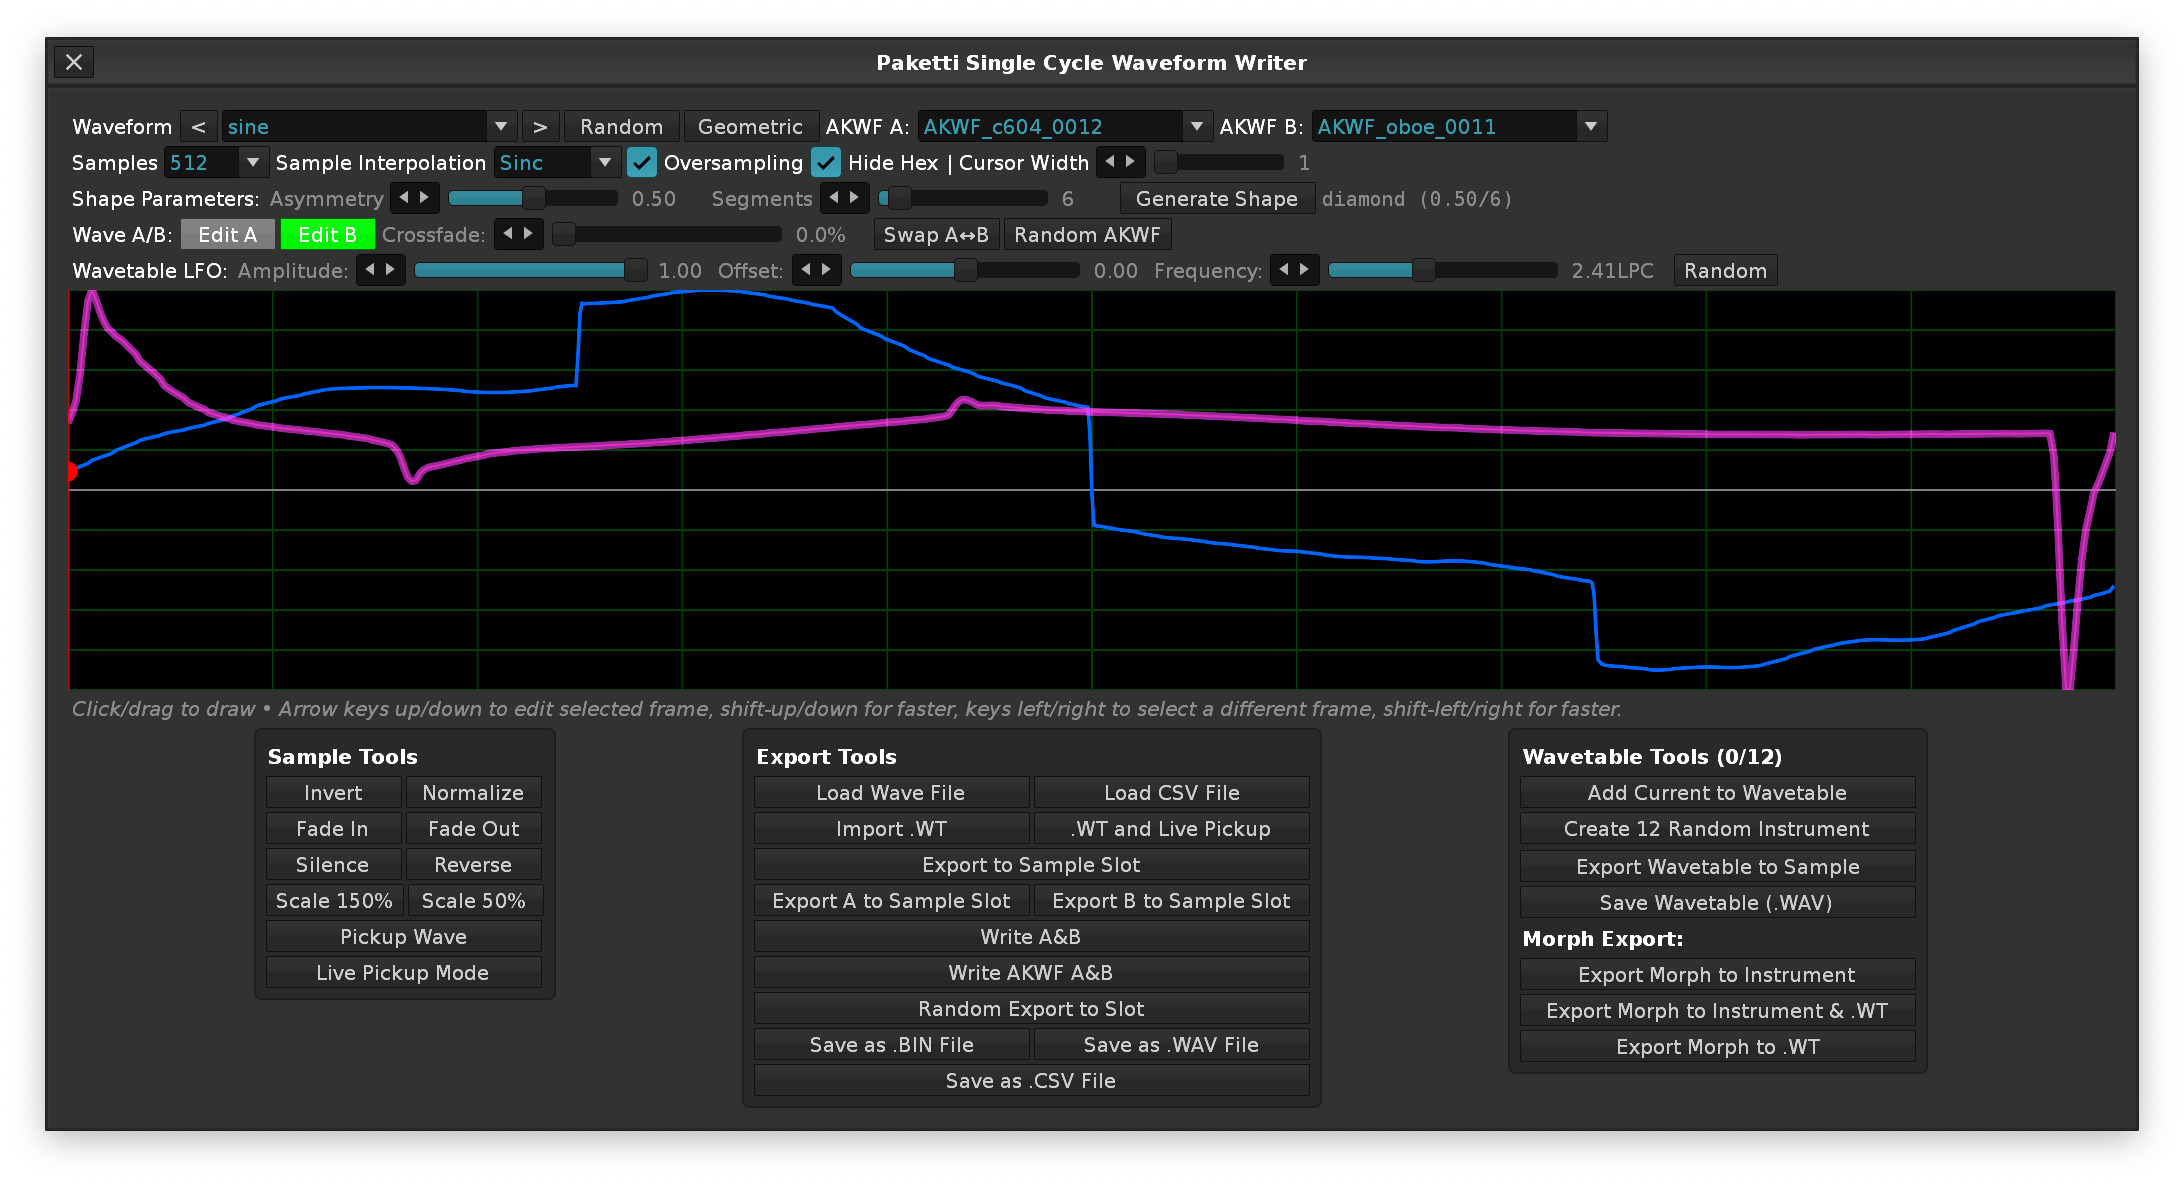 Paketti Single Cycle Waveform Writer
Waveform < sine > Random Geometric AKWF A: AKWF_c604_0012 AKWF B: AKWF_oboe_0011
Samples 512 Sample Interpolation Sinc Oversampling Hide Hex | Cursor Width 1
Shape Parameters: Asymmetry 0.50 Segments 6 Generate Shape diamond (0.50/6)
Wave A/B: Edit A Edit B Crossfade: 0.0% Swap A↔B Random AKWF
Wavetable LFO: Amplitude: 1.00 Offset: 0.00 Frequency: 2.41LPC Random
Click/drag to draw • Arrow keys up/down to edit selected frame, shift-up/down for faster, keys left/right to select a different frame, shift-left/right for faster.
Sample Tools
Invert Normalize
Fade In Fade Out
Silence Reverse
Scale 150% Scale 50%
Pickup Wave
Live Pickup Mode
Export Tools
Load Wave File Load CSV File
Import .WT .WT and Live Pickup
Export to Sample Slot
Export A to Sample Slot Export B to Sample Slot
Write A&B
Write AKWF A&B
Random Export to Slot
Save as .BIN File Save as .WAV File
Save as .CSV File
Wavetable Tools (0/12)
Add Current to Wavetable
Create 12 Random Instrument
Export Wavetable to Sample
Save Wavetable (.WAV)
Morph Export:
Export Morph to Instrument
Export Morph to Instrument & .WT
Export Morph to .WT